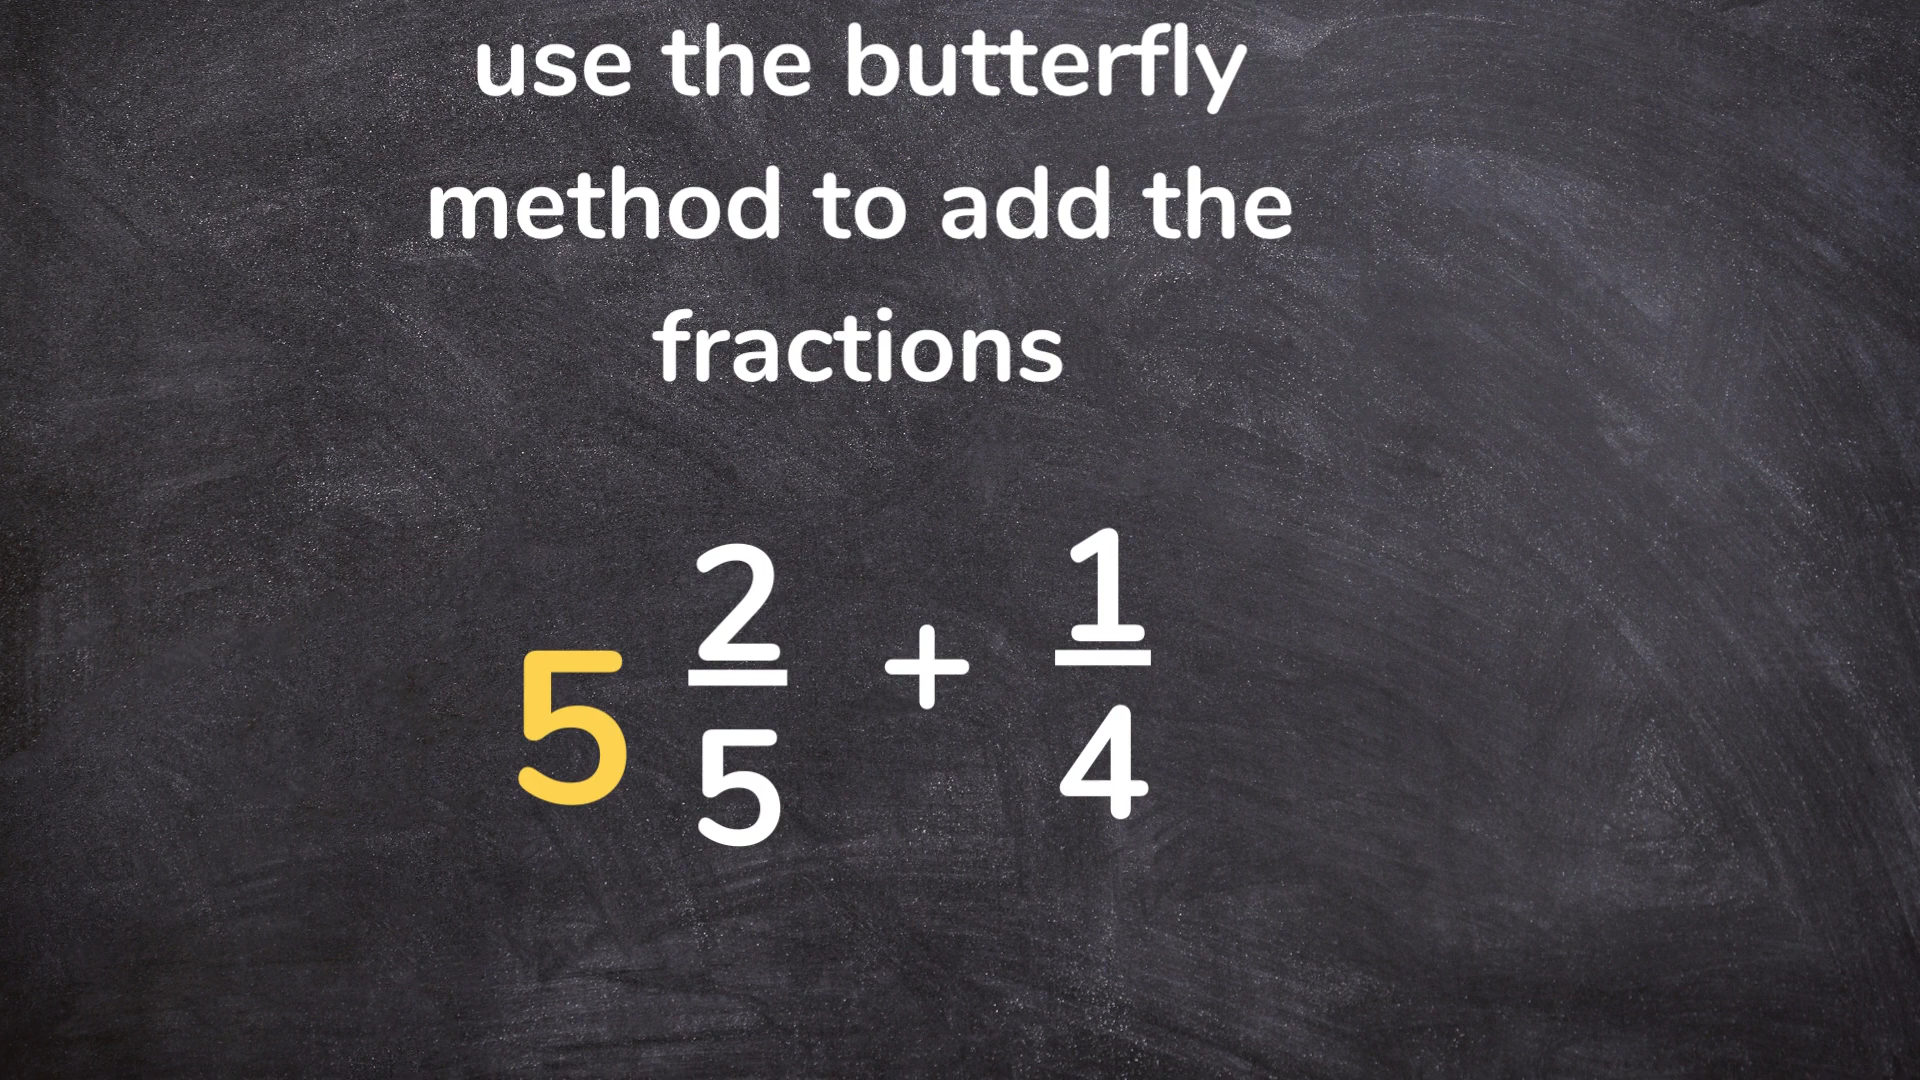 use the butterfly
method to add the
fractions
5 2/5 + 1/4